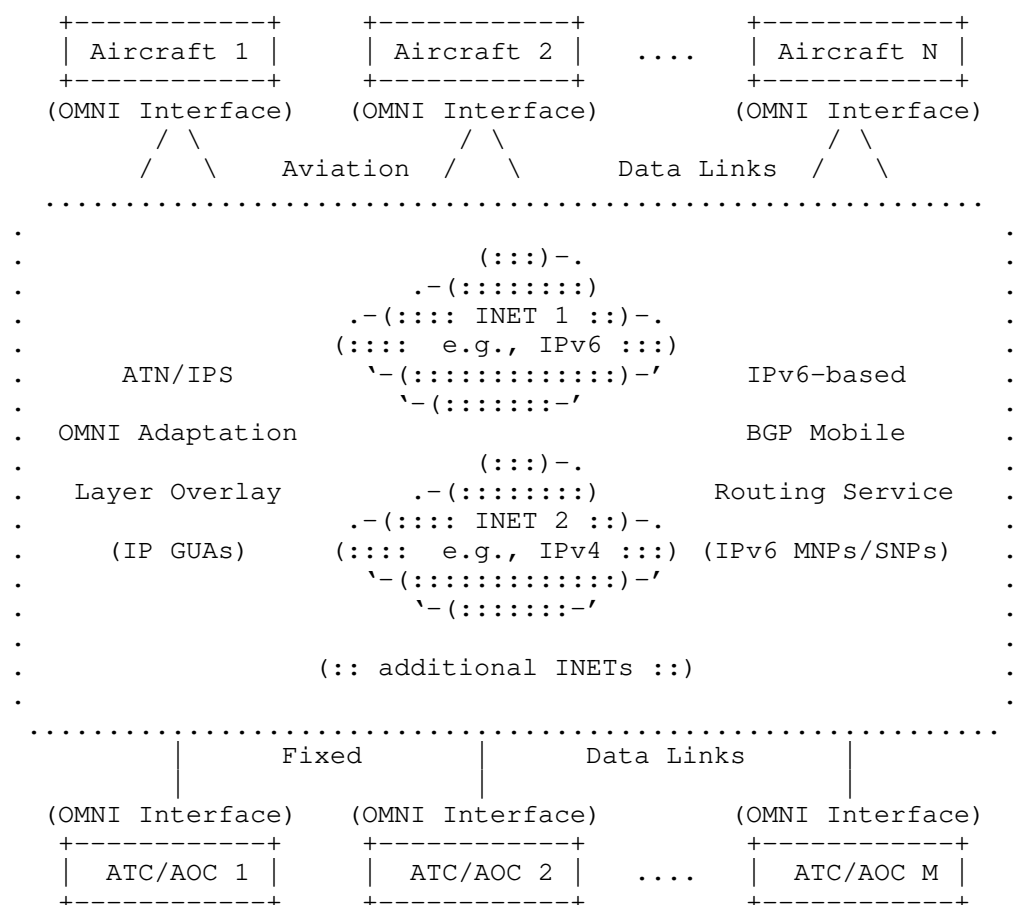 +------------+ +------------+ +------------+
| Aircraft 1 | | Aircraft 2 | .... | Aircraft N |
+------------+ +------------+ +------------+
(OMNI Interface) (OMNI Interface) (OMNI Interface)
/ \ / \ / \
/ \ Aviation / \ Data Links / \
...........................................................
. .
. (:::)-. .
. .-(::::::::) .
. .-(:::: INET 1 ::)-. .
. (:::: e.g., IPv6 :::) .
. ATN/IPS `-(:::::::::::::)-' IPv6-based .
. `-(:::::::-' .
. OMNI Adaptation BGP Mobile .
. (:::)-. .
. Layer Overlay .-(::::::::) Routing Service .
. .-(:::: INET 2 ::)-. .
. (IP GUAs) (:::: e.g., IPv4 :::) (IPv6 MNPs/SNPs) .
. `-(:::::::::::::)-' .
. `-(:::::::-' .
. .
. (:: additional INETs ::) .
. .
.............................................................
| Fixed | Data Links |
| | |
(OMNI Interface) (OMNI Interface) (OMNI Interface)
+------------+ +------------+ +------------+
| ATC/AOC 1 | | ATC/AOC 2 | .... | ATC/AOC M |
+------------+ +------------+ +------------+